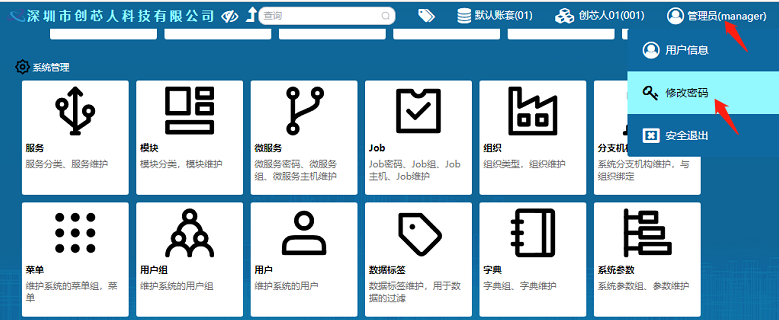 深圳市创芯人科技有限公司
查询
默认账套(01)
创芯人01(001)
管理员(manager)
用户信息
修改密码
安全退出
系统管理
服务
服务分类、服务维护
模块
模块分类，模块维护
微服务
微服务密码、微服务
组、微服务主机维护
Job
Job密码、Job组、Job
主机、Job维护
组织
组织类型，组织维护
分支机
系统分支机构维护，与
组织绑定
菜单
维护系统的菜单组，菜
单
用户组
维护系统的用户组
用户
维护系统的用户
数据标签
数据标签维护，用于数
据的过滤
字典
字典组、字典维护
系统参数
系统参数组、参数维护